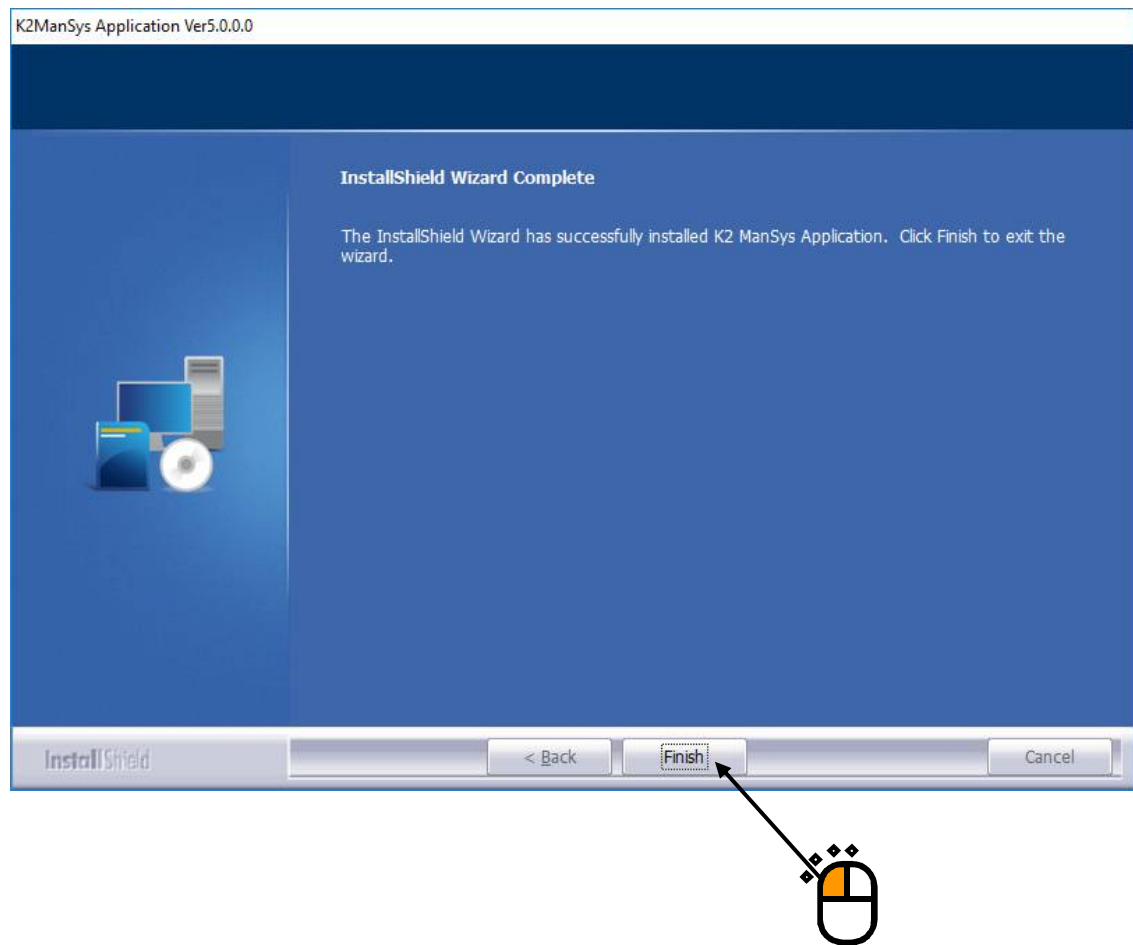 K2ManSys Application Ver5.0.0.0
InstallShield Wizard Complete
The InstallShield Wizard has successfully installed K2 ManSys Application.  Click Finish to exit the
wizard.
InstallShield
< Back
Finish
Cancel